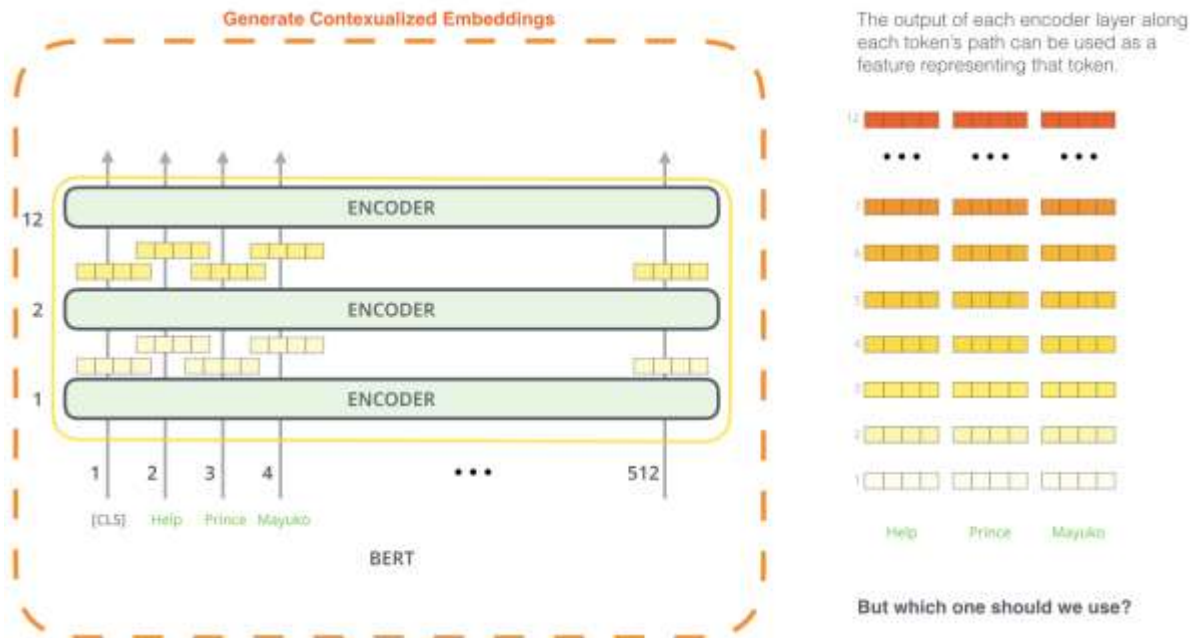 Generate Contexualized Embeddings
12
ENCODER
2
ENCODER
1
ENCODER
1 2 3 4 ••• 512
[CLS] Help Prince Mayuko
BERT
The output of each encoder layer along
each token's path can be used as a
feature representing that token.
12
••• ••• •••
7
6
5
4
3
2
1
Help Prince Mayuko
But which one should we use?